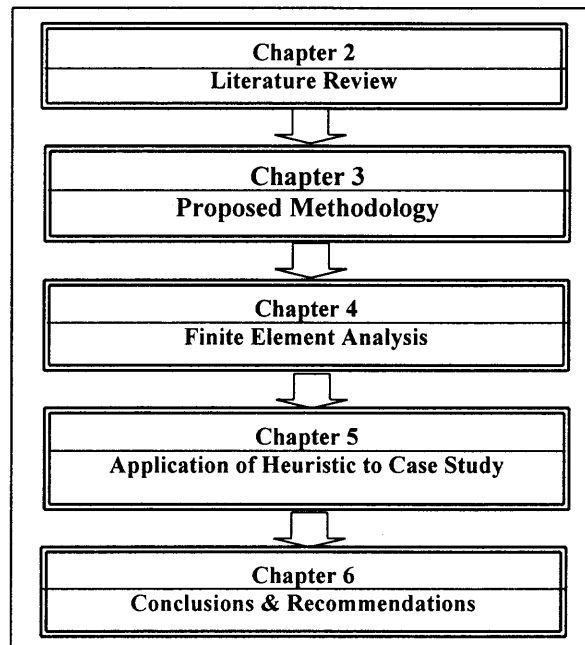 Chapter 2
Literature Review
Chapter 3
Proposed Methodology
Chapter 4
Finite Element Analysis
Chapter 5
Application of Heuristic to Case Study
Chapter 6
Conclusions & Recommendations